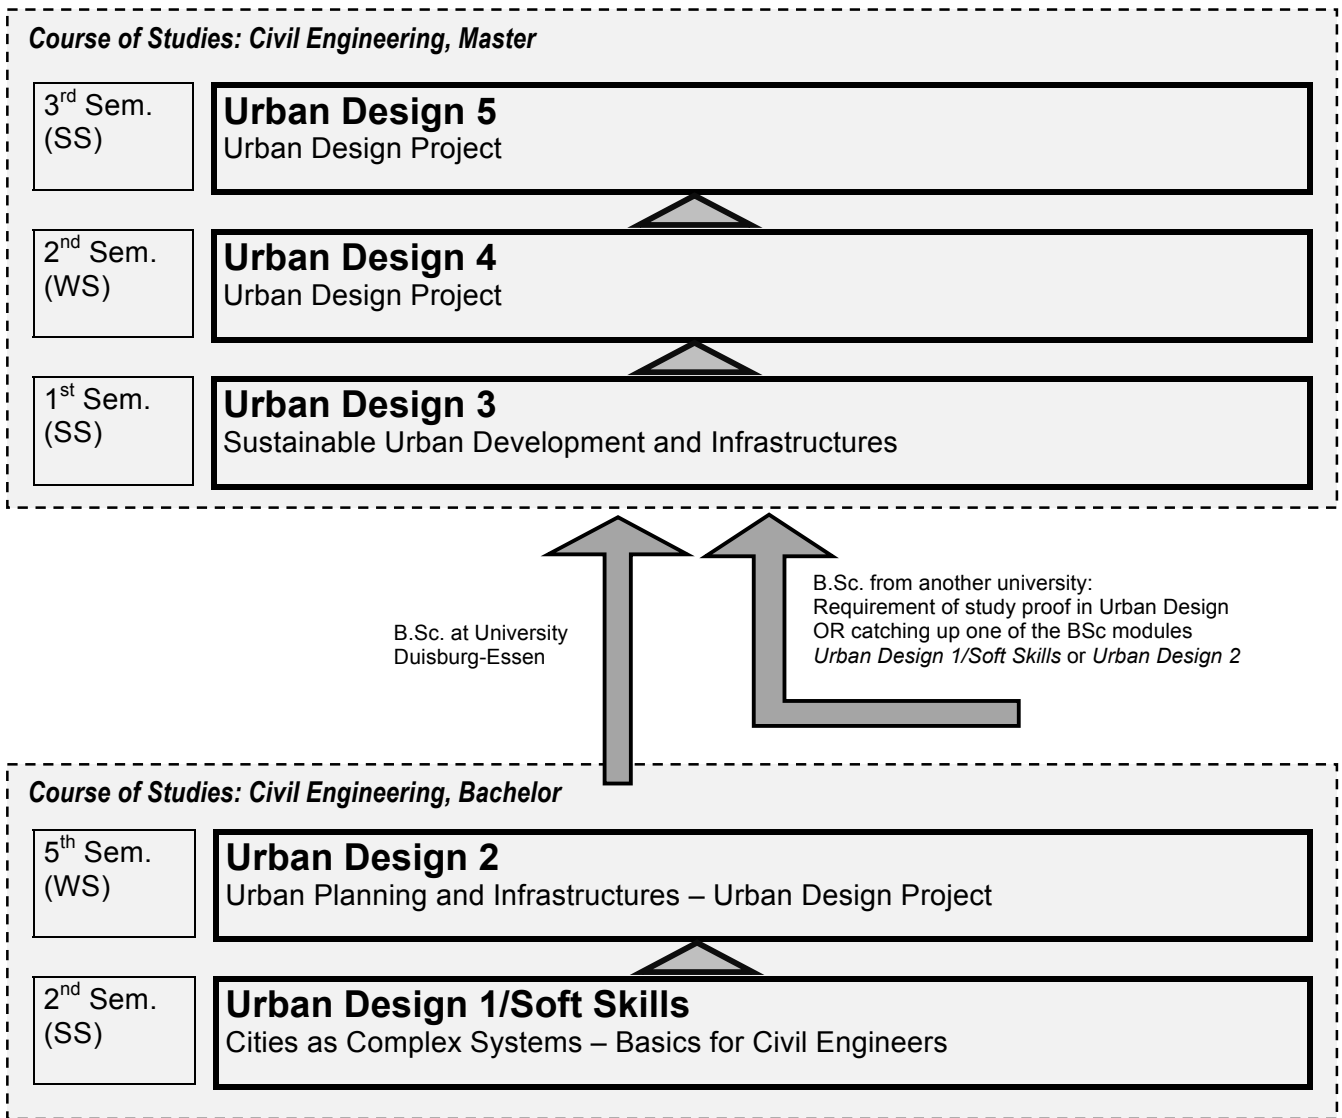 Course of Studies: Civil Engineering, Master
3rd Sem.
(SS)
Urban Design 5
Urban Design Project
2nd Sem.
(WS)
Urban Design 4
Urban Design Project
1st Sem.
(SS)
Urban Design 3
Sustainable Urban Development and Infrastructures
B.Sc. at University
Duisburg-Essen
B.Sc. from another university:
Requirement of study proof in Urban Design
OR catching up one of the BSc modules
Urban Design 1/Soft Skills or Urban Design 2
Course of Studies: Civil Engineering, Bachelor
5th Sem.
(WS)
Urban Design 2
Urban Planning and Infrastructures – Urban Design Project
2nd Sem.
(SS)
Urban Design 1/Soft Skills
Cities as Complex Systems – Basics for Civil Engineers